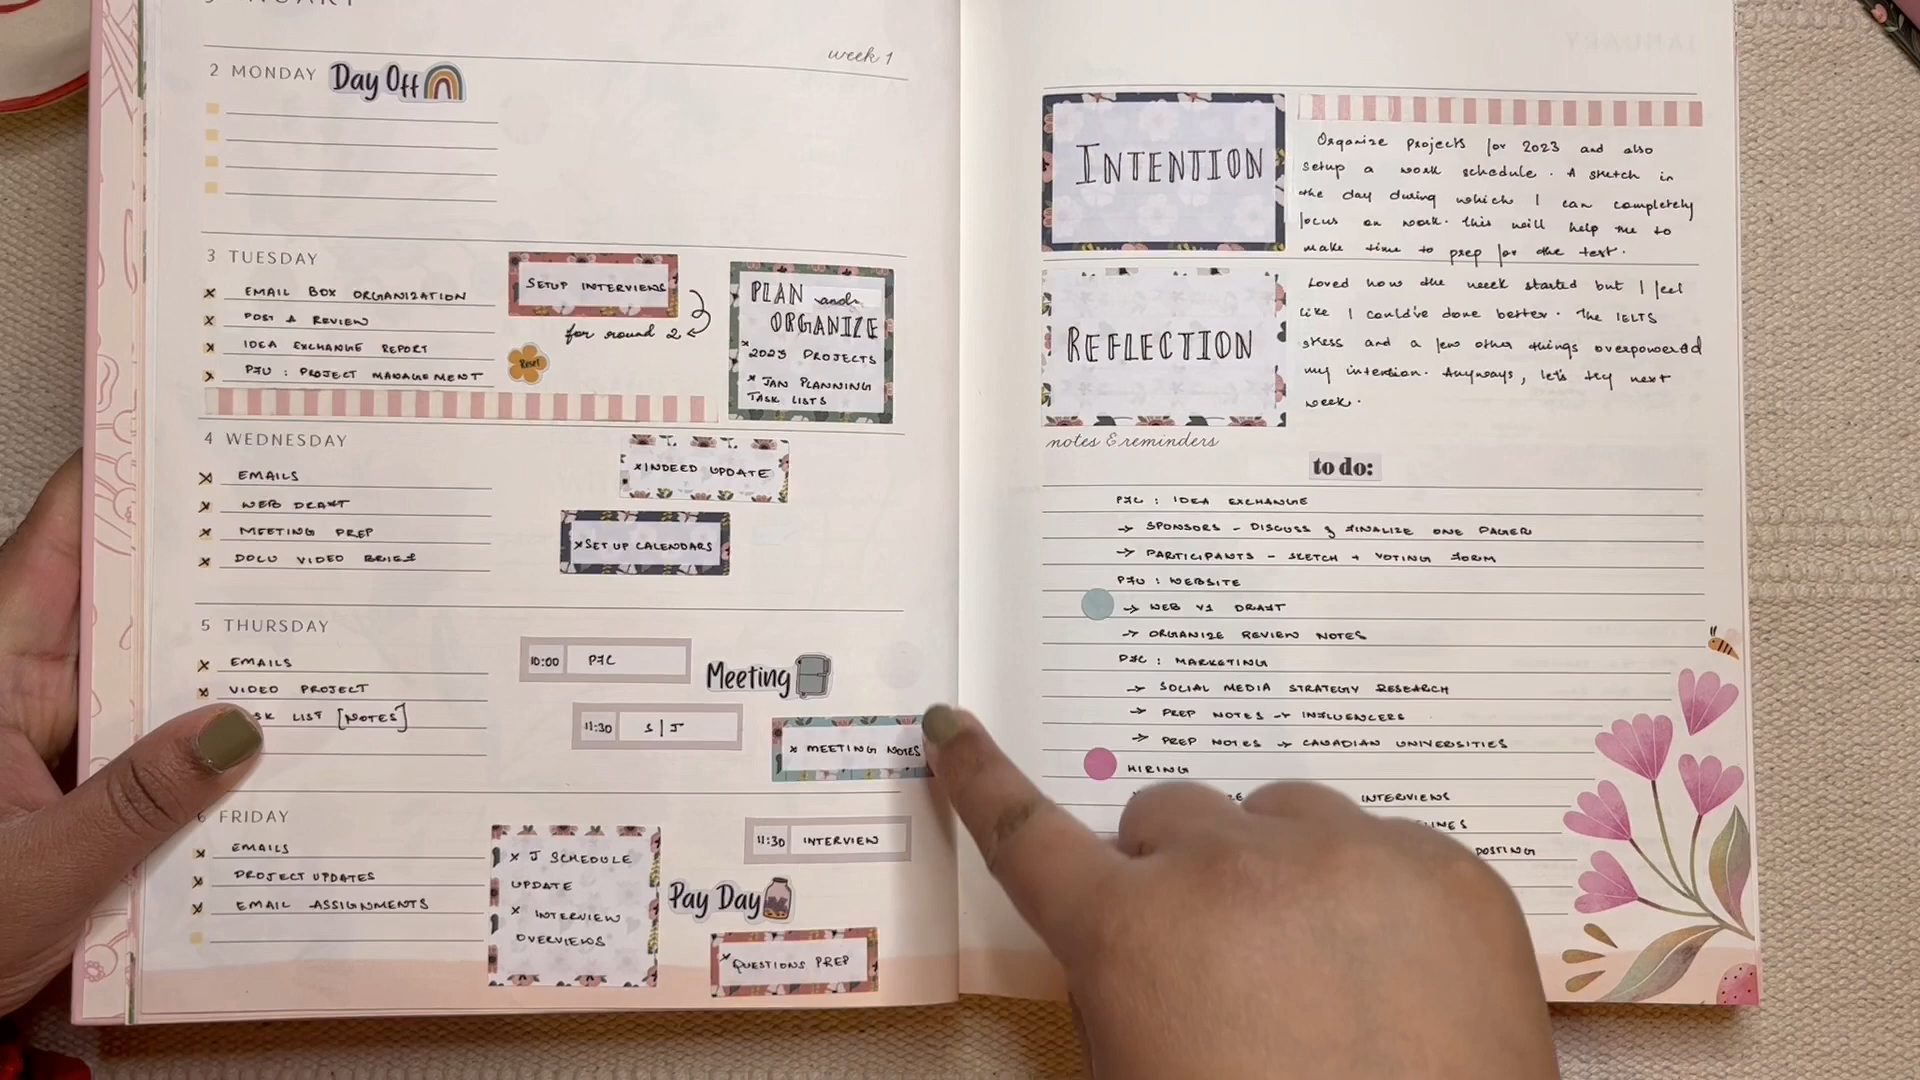 week 1
2 MONDAY Day Off
3 TUESDAY
EMAIL BOX ORGANIZATION
POST A REVIEW
IDEA EXCHANGE REPORT
PFU : PROJECT MANAGEMENT
SETUP INTERVIEWS
for round 2
Reset
PLAN and
ORGANIZE
x 2023 PROJECTS
x JAN PLANNING
TASK LISTS
4 WEDNESDAY
x EMAILS
x WEB DRAFT
x MEETING PREP
x DOCU VIDEO BRIEF
x INDEED UPDATE
x SET UP CALENDARS
5 THURSDAY
x EMAILS
x VIDEO PROJECT
LIST [NOTES]
10:00 PFC
Meeting
11:30 S|J
x MEETING NOTES
6 FRIDAY
x EMAILS
x PROJECT UPDATES
x EMAIL ASSIGNMENTS
x J SCHEDULE
UPDATE
x INTERVIEW
OVERVIEWS
11:30 INTERVIEW
Pay Day
x QUESTIONS PREP
INTENTION
Organize projects for 2023 and also
setup a work schedule. A sketch in
the day during which I can completely
focus on work. This will help me to
make time to prep for the test.
REFLECTION
Loved how the week started but I feel
like I could've done better. The IELTS
stress and a few other things overpowered
my intention. Anyways, let's try next
week.
notes & reminders
to do:
PFC : IDEA EXCHANGE
→ SPONSORS - DISCUSS & FINALIZE ONE PAGER
→ PARTICIPANTS - SKETCH + VOTING FORM
PFU : WEBSITE
→ WEB V1 DRAFT
→ ORGANIZE REVIEW NOTES
PFC : MARKETING
→ SOCIAL MEDIA STRATEGY RESEARCH
→ PREP NOTES → INFLUENCERS
→ PREP NOTES → CANADIAN UNIVERSITIES
HIRING
INTERVIEWS
POSTING